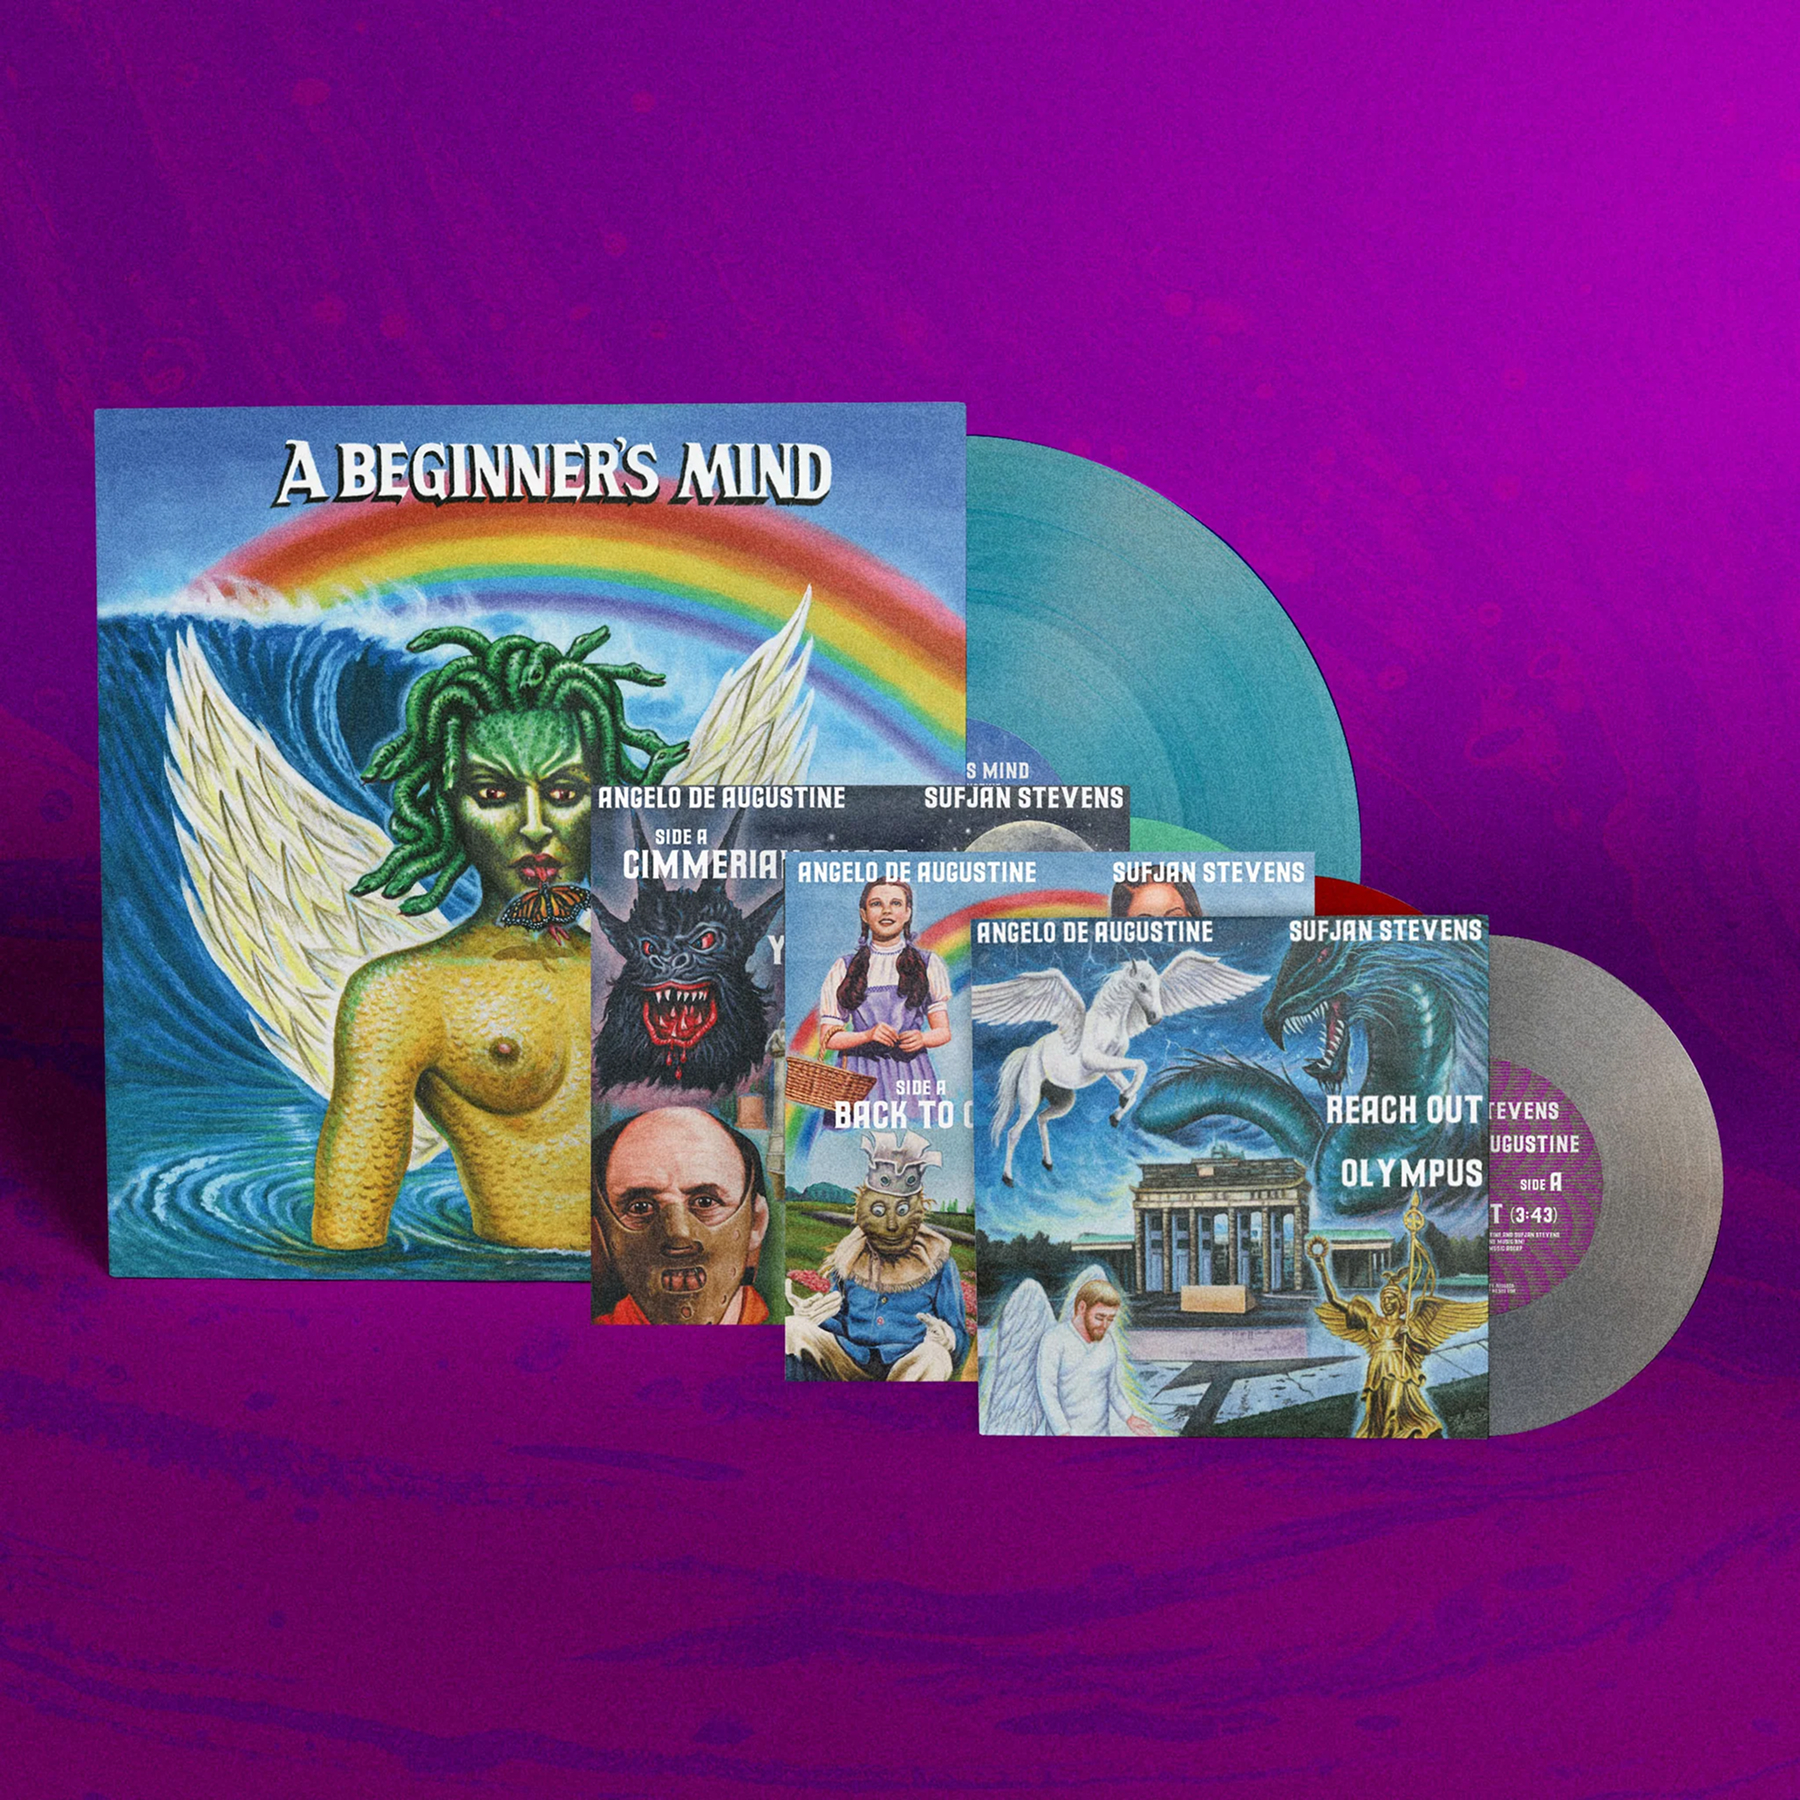 A BEGINNER'S MIND
S MIND
ANGELO DE AUGUSTINE SUFJAN STEVENS
SIDE A
CIMMERIAN
Y
ANGELO DE AUGUSTINE SUFJAN STEVENS
SIDE A
BACK TO
ANGELO DE AUGUSTINE SUFJAN STEVENS
REACH OUT
OLYMPUS
TEVENS
UGUSTINE
SIDE A
T (3:43)